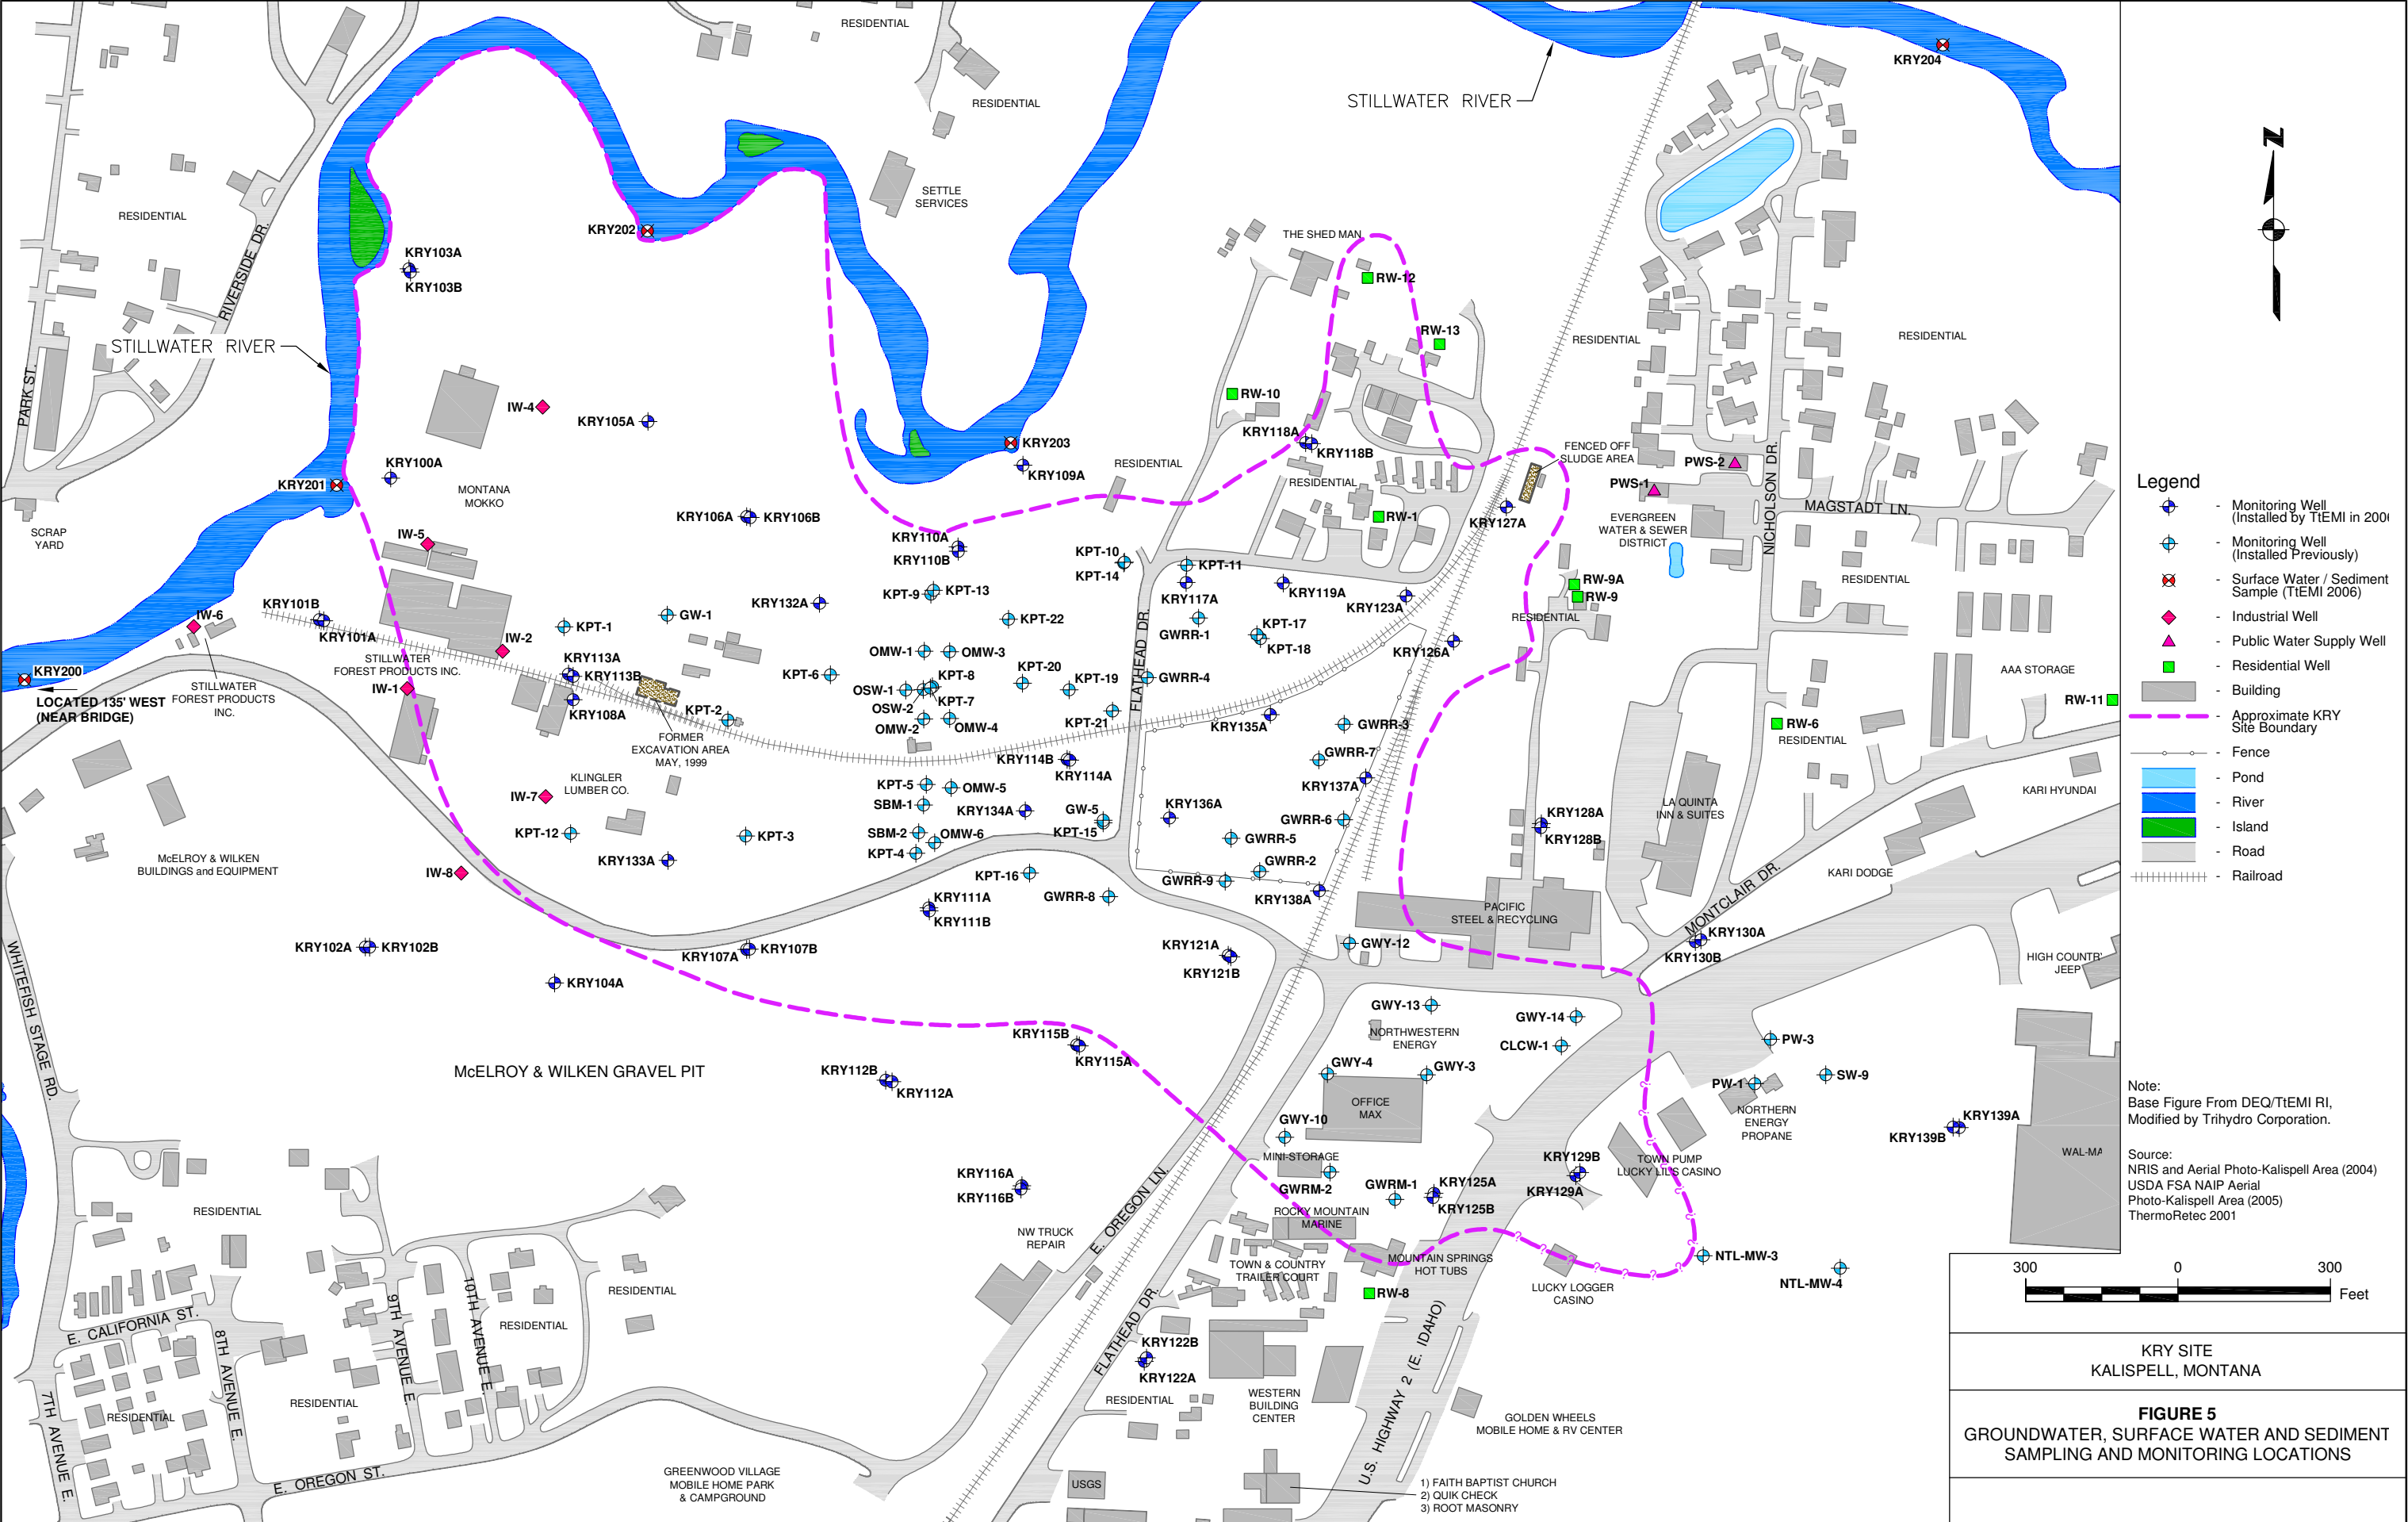 RESIDENTIAL
KRY204
STILLWATER RIVER
RESIDENTIAL
N
RESIDENTIAL
SETTLE
SERVICES
KRY202
THE SHED MAN
KRY103A
KRY103B
RIVERSIDE DR.
RW-12
RW-13
STILLWATER RIVER
RESIDENTIAL
RESIDENTIAL
PARK ST.
IW-4
KRY105A
RW-10
KRY118A
KRY118B
KRY203
KRY109A
RESIDENTIAL
RESIDENTIAL
FENCED OFF
SLUDGE AREA
PWS-2
PWS-1
KRY100A
KRY201
MONTANA
MOKKO
SCRAP
YARD
KRY106A
KRY106B
RW-1
KRY127A
EVERGREEN
WATER & SEWER
DISTRICT
NICHOLSON DR.
MAGSTADT LN.
IW-5
KRY110A
KRY110B
KPT-10
KPT-14
KPT-11
KRY117A
KRY119A
KRY123A
RW-9A
RW-9
RESIDENTIAL
RESIDENTIAL
KRY101B
KRY101A
IW-6
IW-2
KPT-1
GW-1
KRY132A
KPT-9
KPT-13
KPT-22
GWRR-1
KPT-17
KPT-18
KRY126A
FLATHEAD DR.
KRY200
LOCATED 135' WEST
(NEAR BRIDGE)
STILLWATER
FOREST PRODUCTS
INC.
STILLWATER
FOREST PRODUCTS INC.
IW-1
KRY113A
KRY113B
KRY108A
KPT-2
KPT-6
OMW-1
OMW-3
OSW-1
OSW-2
KPT-8
KPT-7
OMW-2
OMW-4
KPT-20
KPT-19
KPT-21
GWRR-4
KRY135A
GWRR-3
GWRR-7
KRY137A
AAA STORAGE
RW-11
RW-6
RESIDENTIAL
FORMER
EXCAVATION AREA
MAY, 1999
KRY114B
KRY114A
KLINGLER
LUMBER CO.
IW-7
KPT-12
KPT-3
KRY133A
KPT-5
OMW-5
SBM-1
KRY134A
SBM-2
OMW-6
KPT-4
GW-5
KPT-15
KRY136A
GWRR-5
GWRR-6
GWRR-2
GWRR-9
KRY138A
KRY128A
KRY128B
LA QUINTA
INN & SUITES
KARI HYUNDAI
KARI DODGE
McELROY & WILKEN
BUILDINGS and EQUIPMENT
IW-8
KPT-16
GWRR-8
KRY111A
KRY111B
PACIFIC
STEEL & RECYCLING
MONTCLAIR DR.
KRY130A
KRY130B
HIGH COUNTR
JEEP
KRY102A
KRY102B
KRY107A
KRY107B
KRY121A
KRY121B
GWY-12
KRY104A
WHITEFISH STAGE RD.
GWY-13
GWY-14
NORTHWESTERN
ENERGY
CLCW-1
PW-3
KRY115B
KRY115A
McELROY & WILKEN GRAVEL PIT
KRY112B
KRY112A
GWY-4
GWY-3
OFFICE
MAX
PW-1
SW-9
NORTHERN
ENERGY
PROPANE
KRY139A
KRY139B
WAL-MA
GWY-10
MINI-STORAGE
GWRM-2
GWRM-1
KRY125A
KRY125B
KRY129B
KRY129A
TOWN PUMP
LUCKY LIL'S CASINO
KRY116A
KRY116B
ROCKY MOUNTAIN
MARINE
RESIDENTIAL
NW TRUCK
REPAIR
E. OREGON LN.
TOWN & COUNTRY
TRAILER COURT
MOUNTAIN SPRINGS
HOT TUBS
LUCKY LOGGER
CASINO
NTL-MW-3
NTL-MW-4
RW-8
RESIDENTIAL
RESIDENTIAL
E. CALIFORNIA ST.
8TH AVENUE E.
9TH AVENUE E.
10TH AVENUE E.
7TH AVENUE E.
RESIDENTIAL
RESIDENTIAL
E. OREGON ST.
KRY122B
KRY122A
FLATHEAD DR.
RESIDENTIAL
WESTERN
BUILDING
CENTER
U.S. HIGHWAY 2 (E. IDAHO)
GOLDEN WHEELS
MOBILE HOME & RV CENTER
GREENWOOD VILLAGE
MOBILE HOME PARK
& CAMPGROUND
USGS
1) FAITH BAPTIST CHURCH
2) QUIK CHECK
3) ROOT MASONRY
Legend
- Monitoring Well
(Installed by TtEMI in 200
- Monitoring Well
(Installed Previously)
- Surface Water / Sediment
Sample (TtEMI 2006)
- Industrial Well
- Public Water Supply Well
- Residential Well
- Building
- Approximate KRY
Site Boundary
- Fence
- Pond
- River
- Island
- Road
- Railroad
Note:
Base Figure From DEQ/TtEMI RI,
Modified by Trihydro Corporation.
Source:
NRIS and Aerial Photo-Kalispell Area (2004)
USDA FSA NAIP Aerial
Photo-Kalispell Area (2005)
ThermoRetec 2001
300 0 300
Feet
KRY SITE
KALISPELL, MONTANA
FIGURE 5
GROUNDWATER, SURFACE WATER AND SEDIMENT
SAMPLING AND MONITORING LOCATIONS